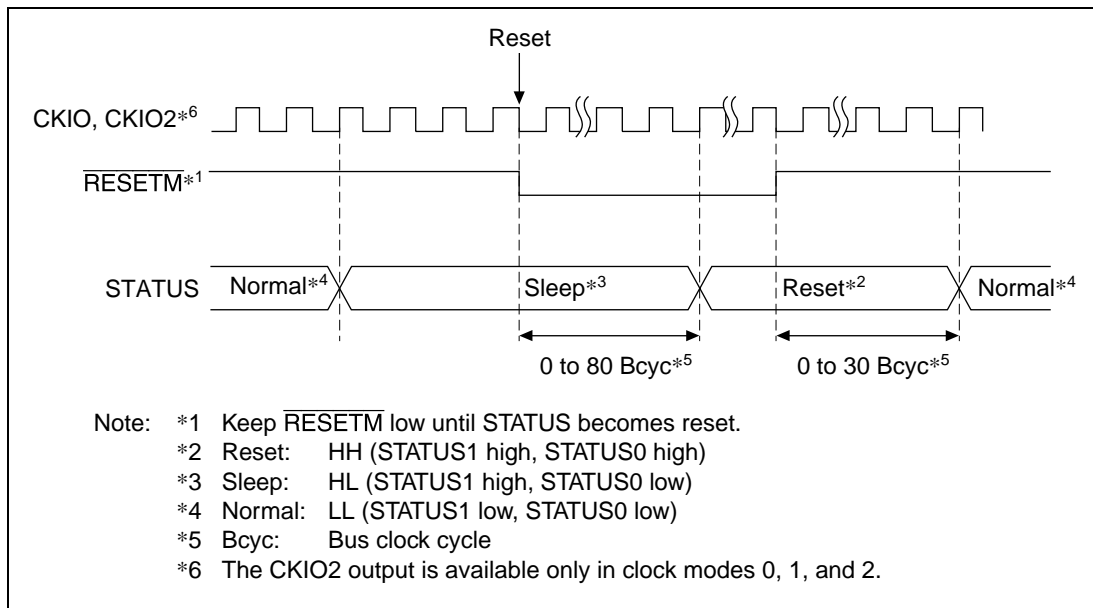 Reset
CKIO, CKIO2*6
RESETM*1
STATUS Normal*4 Sleep*3 Reset*2 Normal*4
0 to 80 Bcyc*5 0 to 30 Bcyc*5
Note: *1 Keep RESETM low until STATUS becomes reset.
*2 Reset: HH (STATUS1 high, STATUS0 high)
*3 Sleep: HL (STATUS1 high, STATUS0 low)
*4 Normal: LL (STATUS1 low, STATUS0 low)
*5 Bcyc: Bus clock cycle
*6 The CKIO2 output is available only in clock modes 0, 1, and 2.